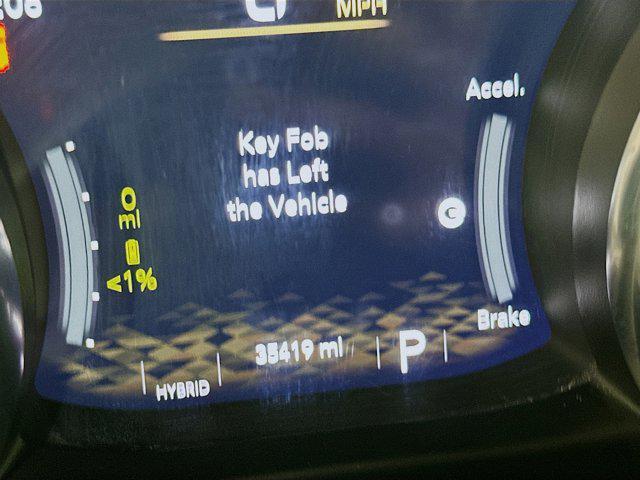 MPH
Accel.
Key Fob
has Left
the Vehicle
C
0
mi
<1%
Brake
35419 mi
P
HYBRID